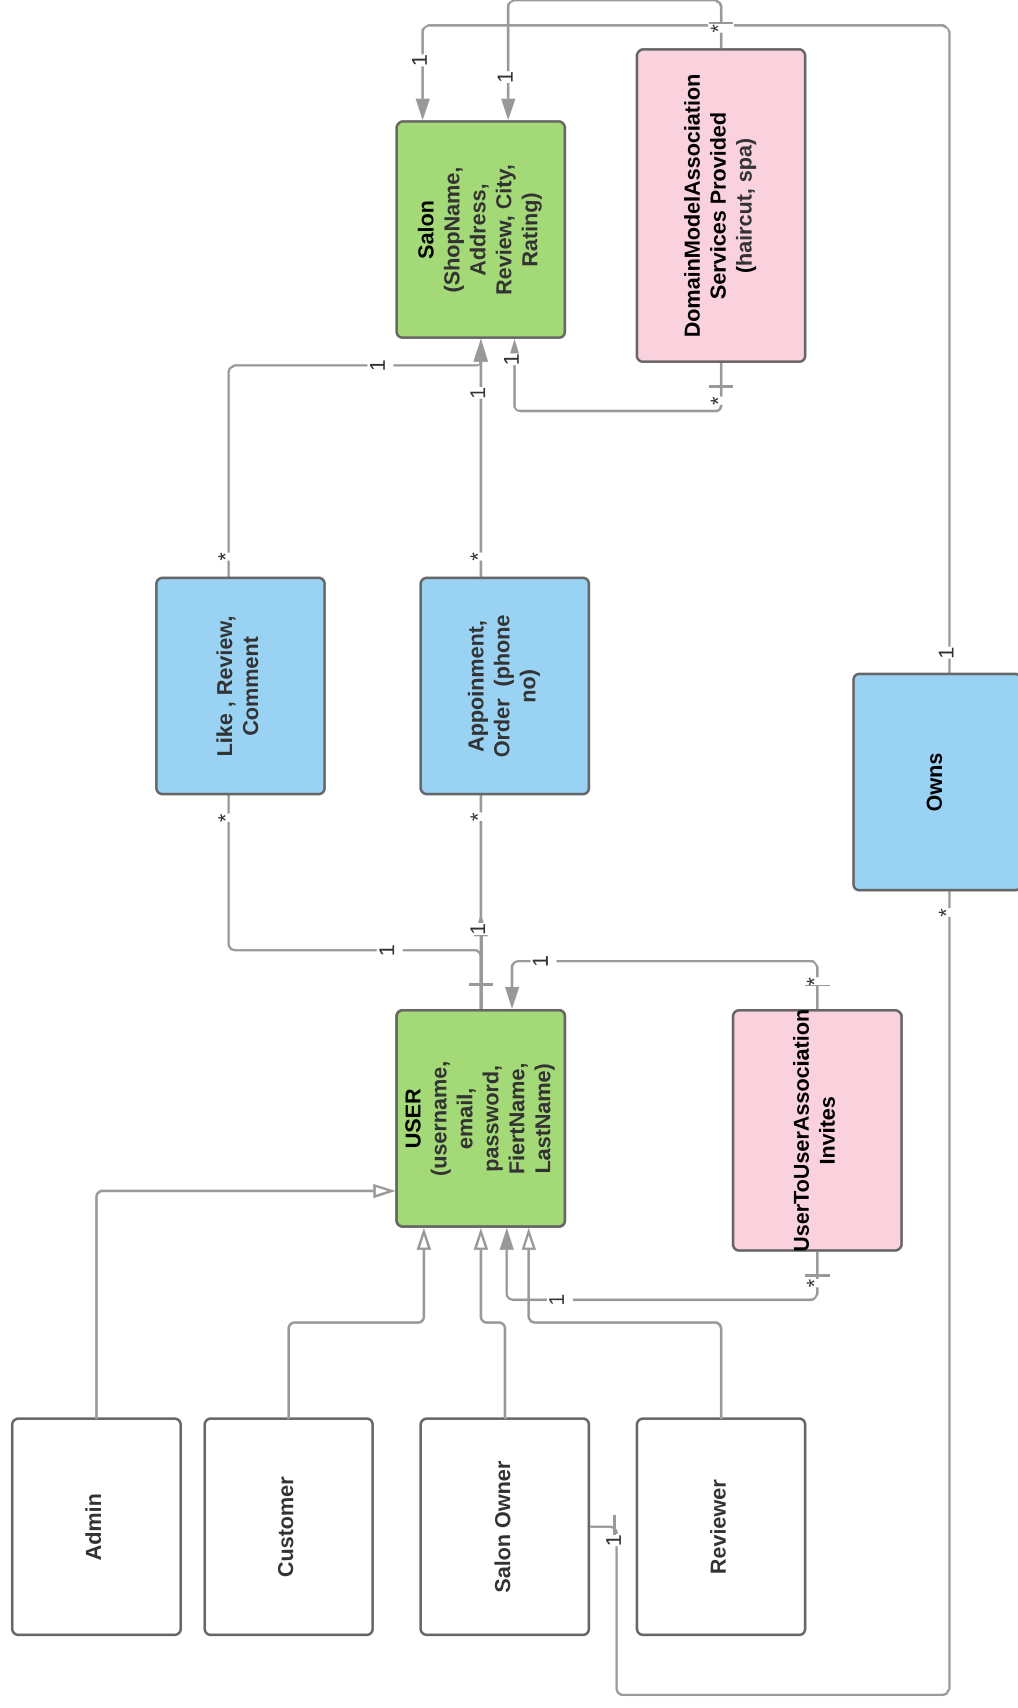 Admin
Customer
Salon Owner
Reviewer
1
USER
(username,
email,
password,
FiertName,
LastName)
1
*
UserToUserAssociation
Invites
1
*
1
1
*
Like , Review,
Comment
*
1
*
Appoinment,
Order (phone
no)
*
1
*
Owns
1
Salon
(ShopName,
Address,
Review, City,
Rating)
1
1
1
*
DomainModelAssociation
Services Provided
(haircut, spa)
*